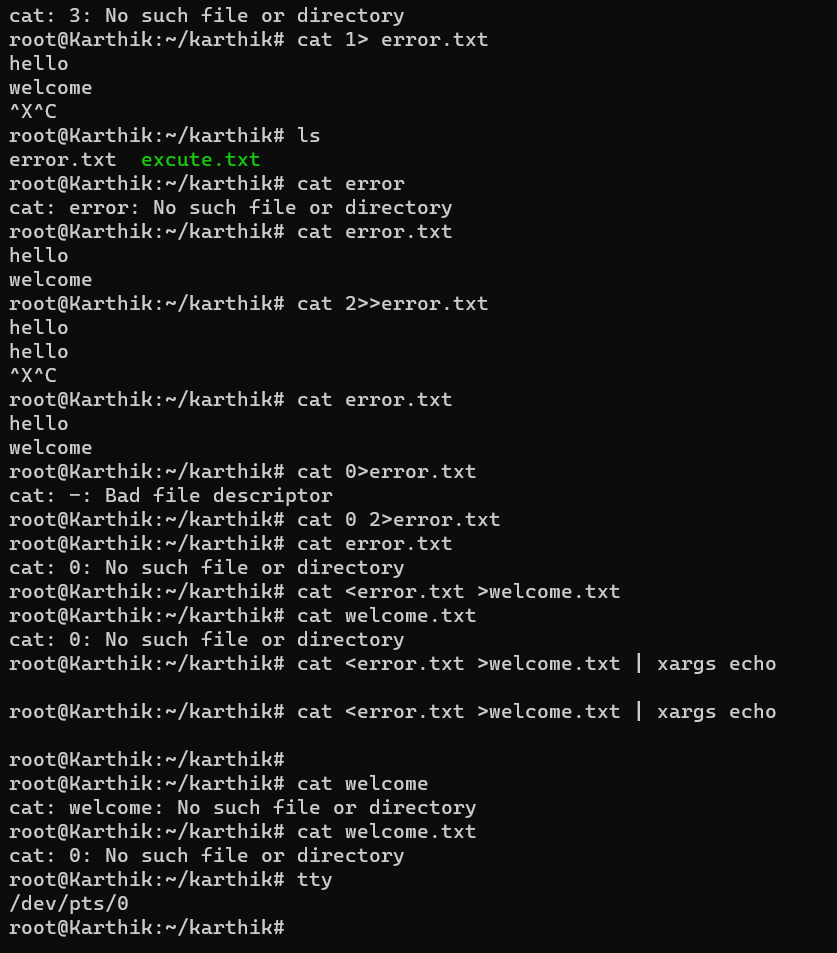 cat: 3: No such file or directory
root@Karthik:~/karthik# cat 1> error.txt
hello
welcome
^X^C
root@Karthik:~/karthik# ls
error.txt  excute.txt
root@Karthik:~/karthik# cat error
cat: error: No such file or directory
root@Karthik:~/karthik# cat error.txt
hello
welcome
root@Karthik:~/karthik# cat 2>>error.txt
hello
hello
^X^C
root@Karthik:~/karthik# cat error.txt
hello
welcome
root@Karthik:~/karthik# cat 0>error.txt
cat: -: Bad file descriptor
root@Karthik:~/karthik# cat 0 2>error.txt
root@Karthik:~/karthik# cat error.txt
cat: 0: No such file or directory
root@Karthik:~/karthik# cat <error.txt >welcome.txt
root@Karthik:~/karthik# cat welcome.txt
cat: 0: No such file or directory
root@Karthik:~/karthik# cat <error.txt >welcome.txt | xargs echo

root@Karthik:~/karthik# cat <error.txt >welcome.txt | xargs echo

root@Karthik:~/karthik#
root@Karthik:~/karthik# cat welcome
cat: welcome: No such file or directory
root@Karthik:~/karthik# cat welcome.txt
cat: 0: No such file or directory
root@Karthik:~/karthik# tty
/dev/pts/0
root@Karthik:~/karthik#